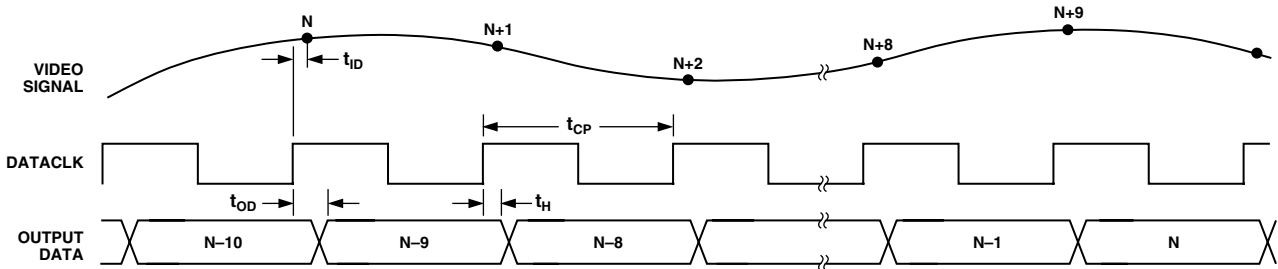 N
N+1
N+2
N+8
N+9
VIDEO
SIGNAL
tID
tCP
DATACLK
tOD
tH
OUTPUT
DATA
N–10
N–9
N–8
N–1
N